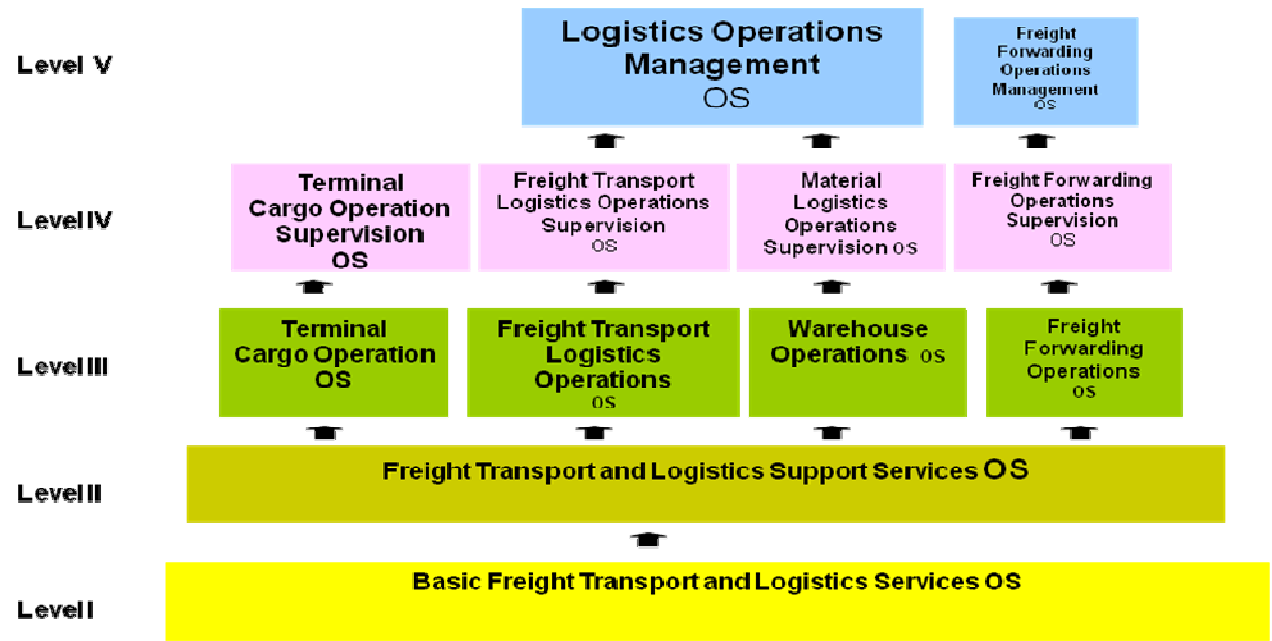 Level V
Logistics Operations
Management
OS
Freight
Forwarding
Operations
Management
OS
Level IV
Terminal
Cargo Operation
Supervision
OS
Freight Transport
Logistics Operations
Supervision
OS
Material
Logistics
Operations
Supervision OS
Freight Forwarding
Operations
Supervision
OS
Level III
Terminal
Cargo Operation
OS
Freight Transport
Logistics
Operations
OS
Warehouse
Operations OS
Freight
Forwarding
Operations
OS
Level II
Freight Transport and Logistics Support Services OS
Level I
Basic Freight Transport and Logistics Services OS